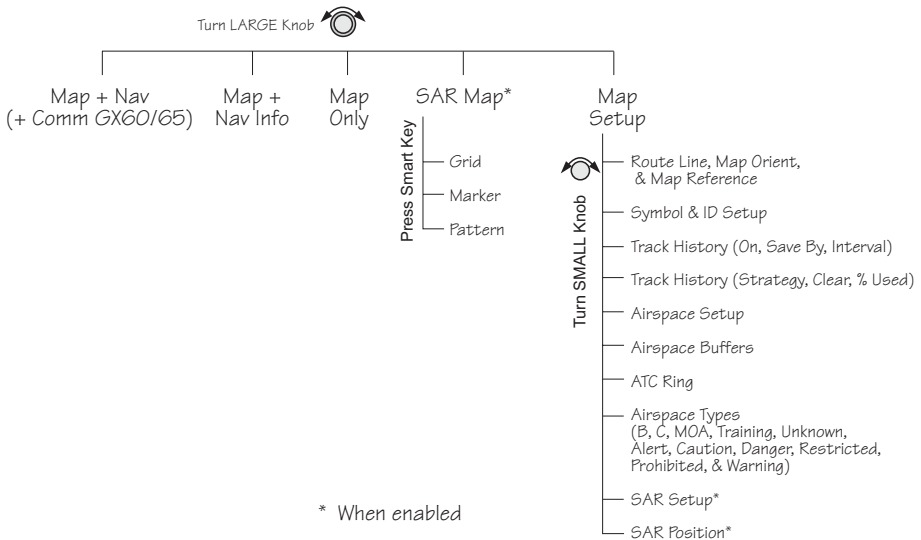 Turn LARGE Knob
Map + Nav
(+ Comm GX60/65)
Map +
Nav Info
Map
Only
SAR Map*
Map
Setup
Press Smart Key
Grid
Marker
Pattern
Turn SMALL Knob
Route Line, Map Orient,
& Map Reference
Symbol & ID Setup
Track History (On, Save By, Interval)
Track History (Strategy, Clear, % Used)
Airspace Setup
Airspace Buffers
ATC Ring
Airspace Types
(B, C, MOA, Training, Unknown,
Alert, Caution, Danger, Restricted,
Prohibited, & Warning)
SAR Setup*
SAR Position*
* When enabled